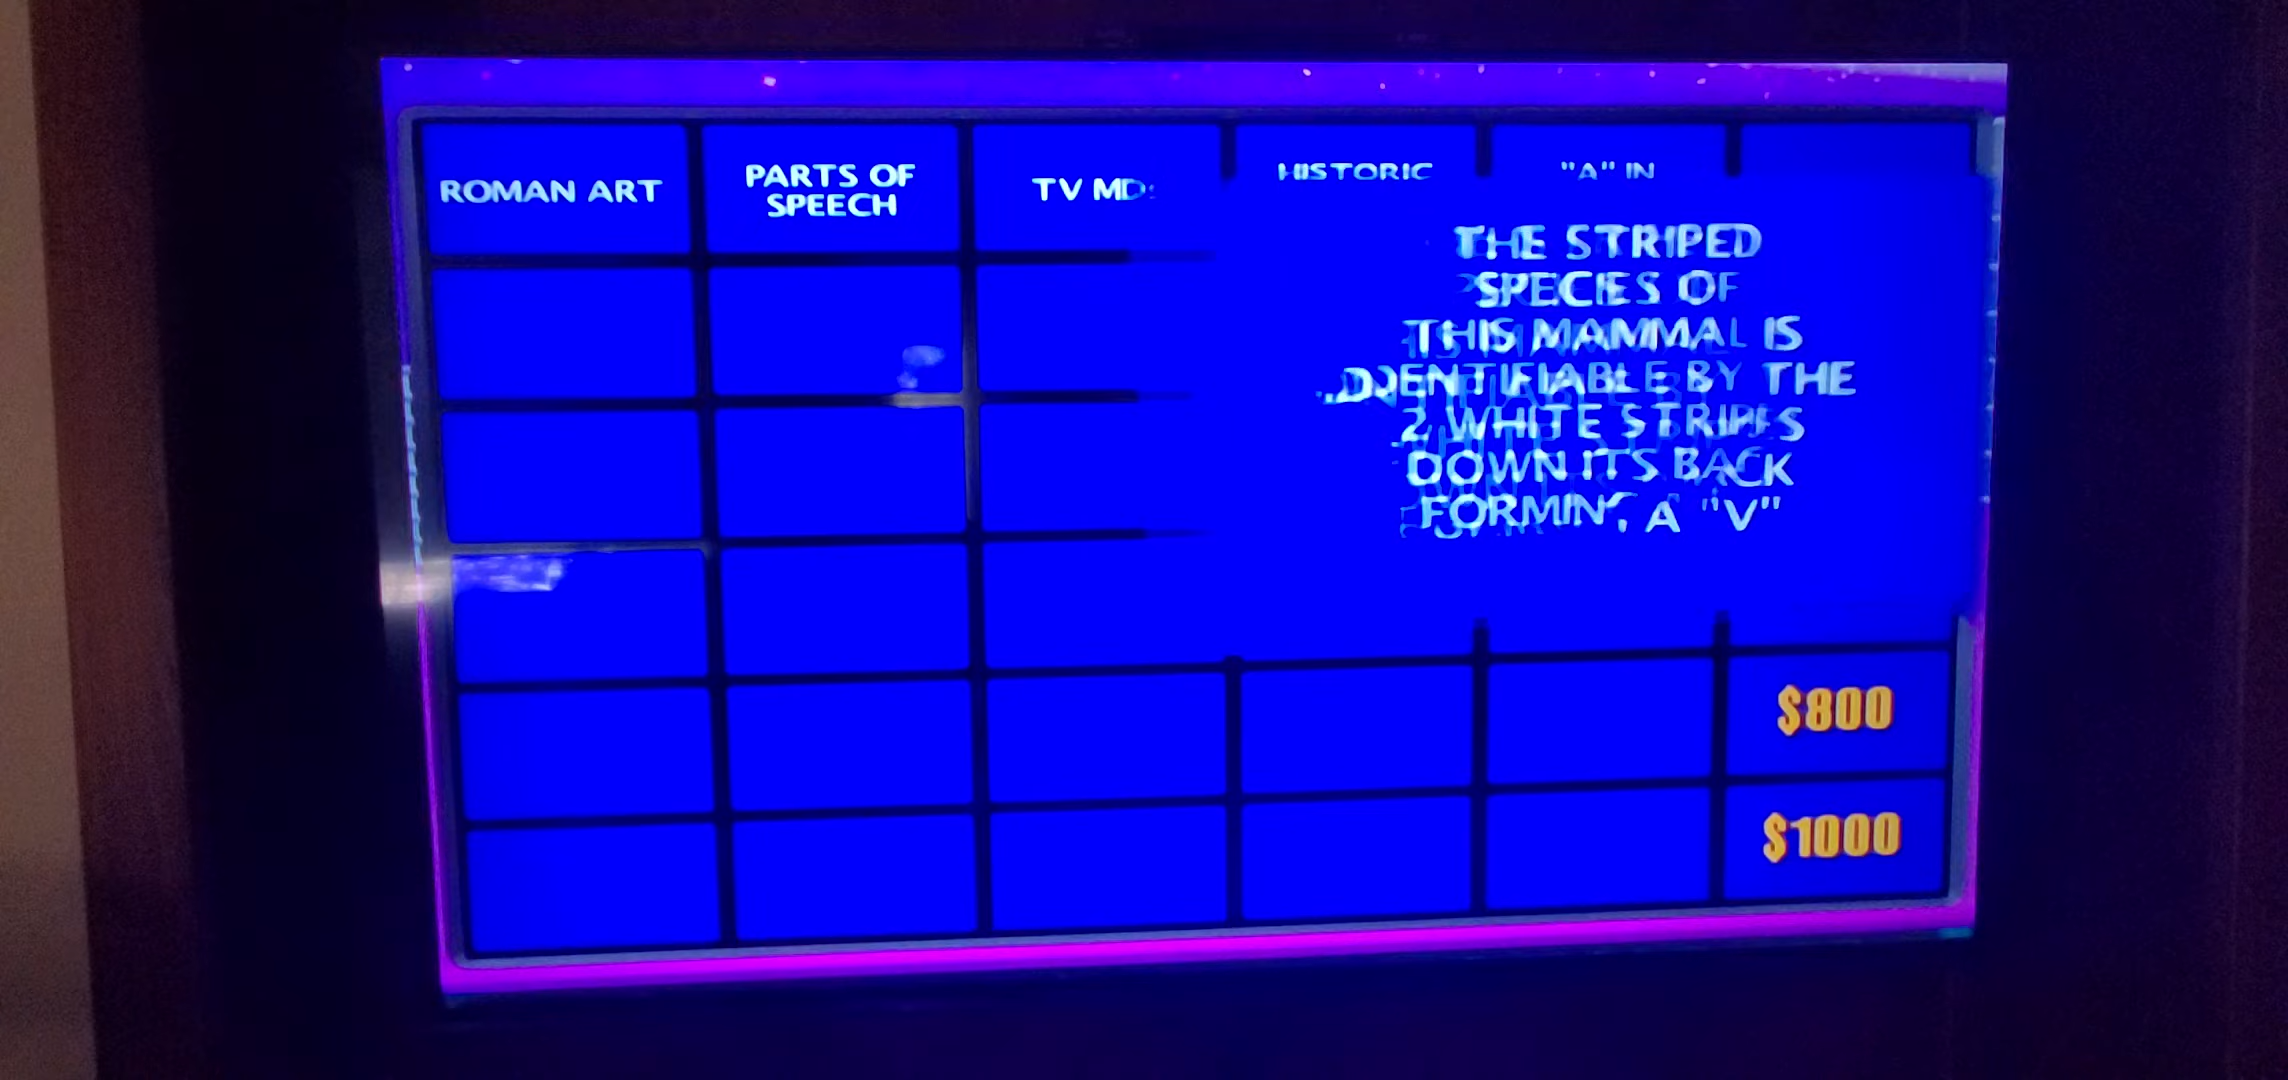 ROMAN ART
PARTS OF
SPEECH
TV MD
HISTORIC
"A" IN
THE STRIPED
SPECIES OF
THIS MAMMAL IS
IDENTIFIABLE BY THE
2 WHITE STRIPES
DOWN ITS BACK
FORMING A "V"
$800
$1000